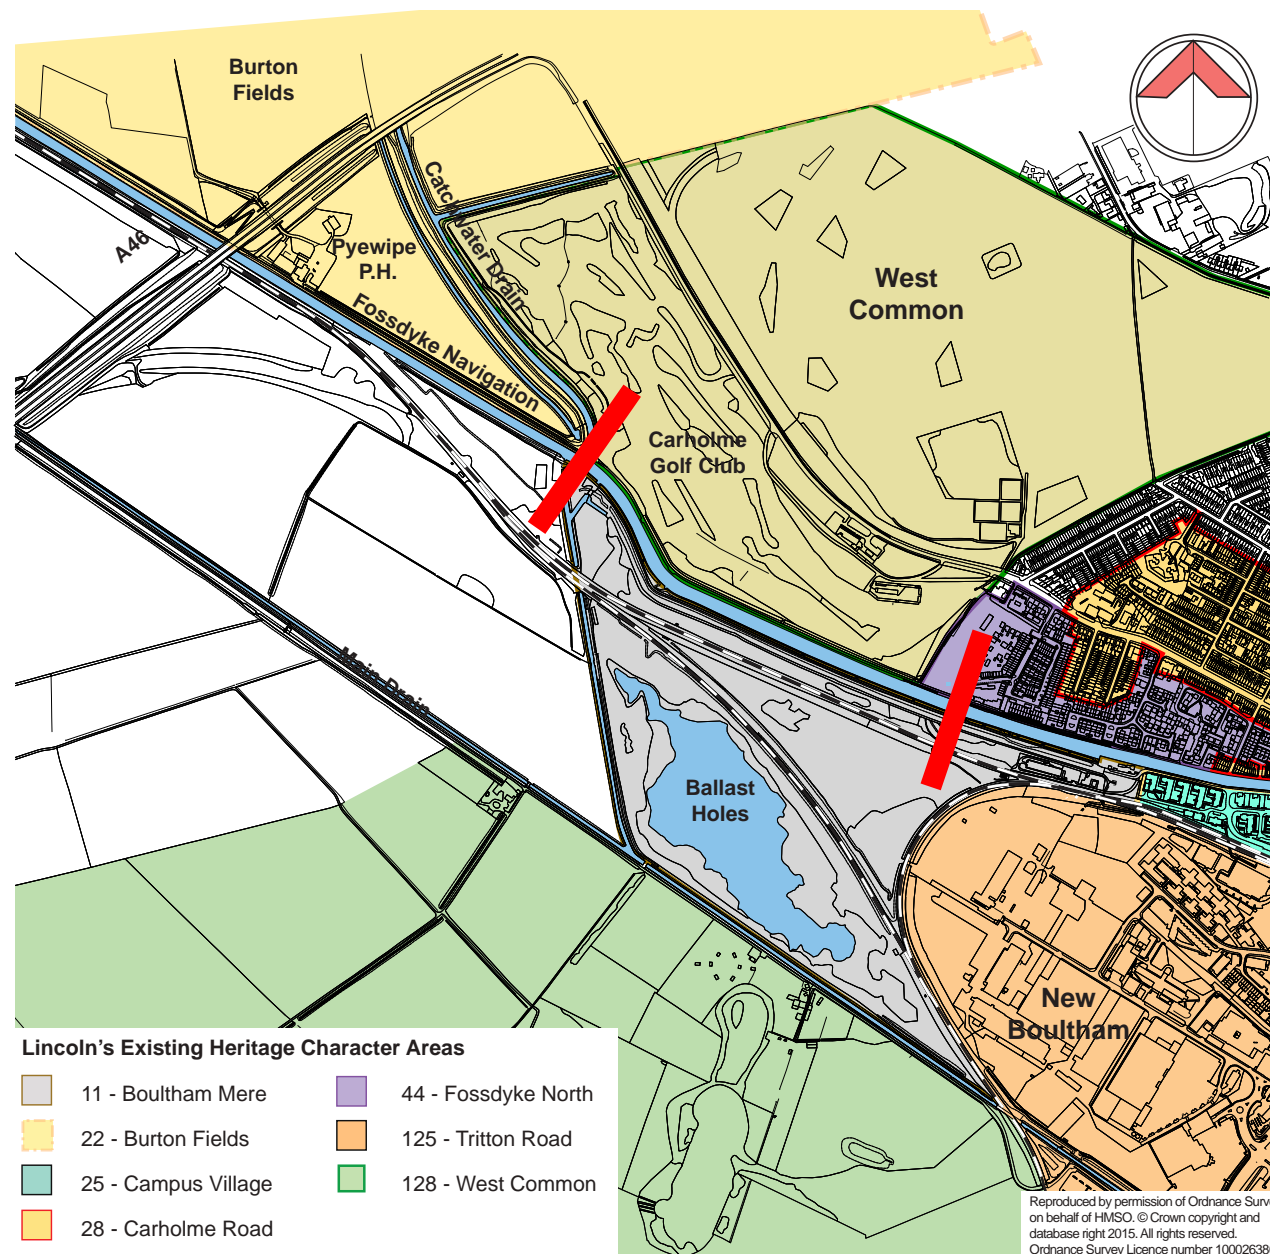 Burton
Fields
A46
Catchwater Drain
Pyewipe
P.H.
Fossdyke Navigation
West
Common
Carholme
Golf Club
Main Drain
Ballast
Holes
New
Boultham
Lincoln's Existing Heritage Character Areas
11 - Boultham Mere
22 - Burton Fields
25 - Campus Village
28 - Carholme Road
44 - Fossdyke North
125 - Tritton Road
128 - West Common
Reproduced by permission of Ordnance Surve
on behalf of HMSO. © Crown copyright and
database right 2015. All rights reserved.
Ordnance Survey Licence number 10002638